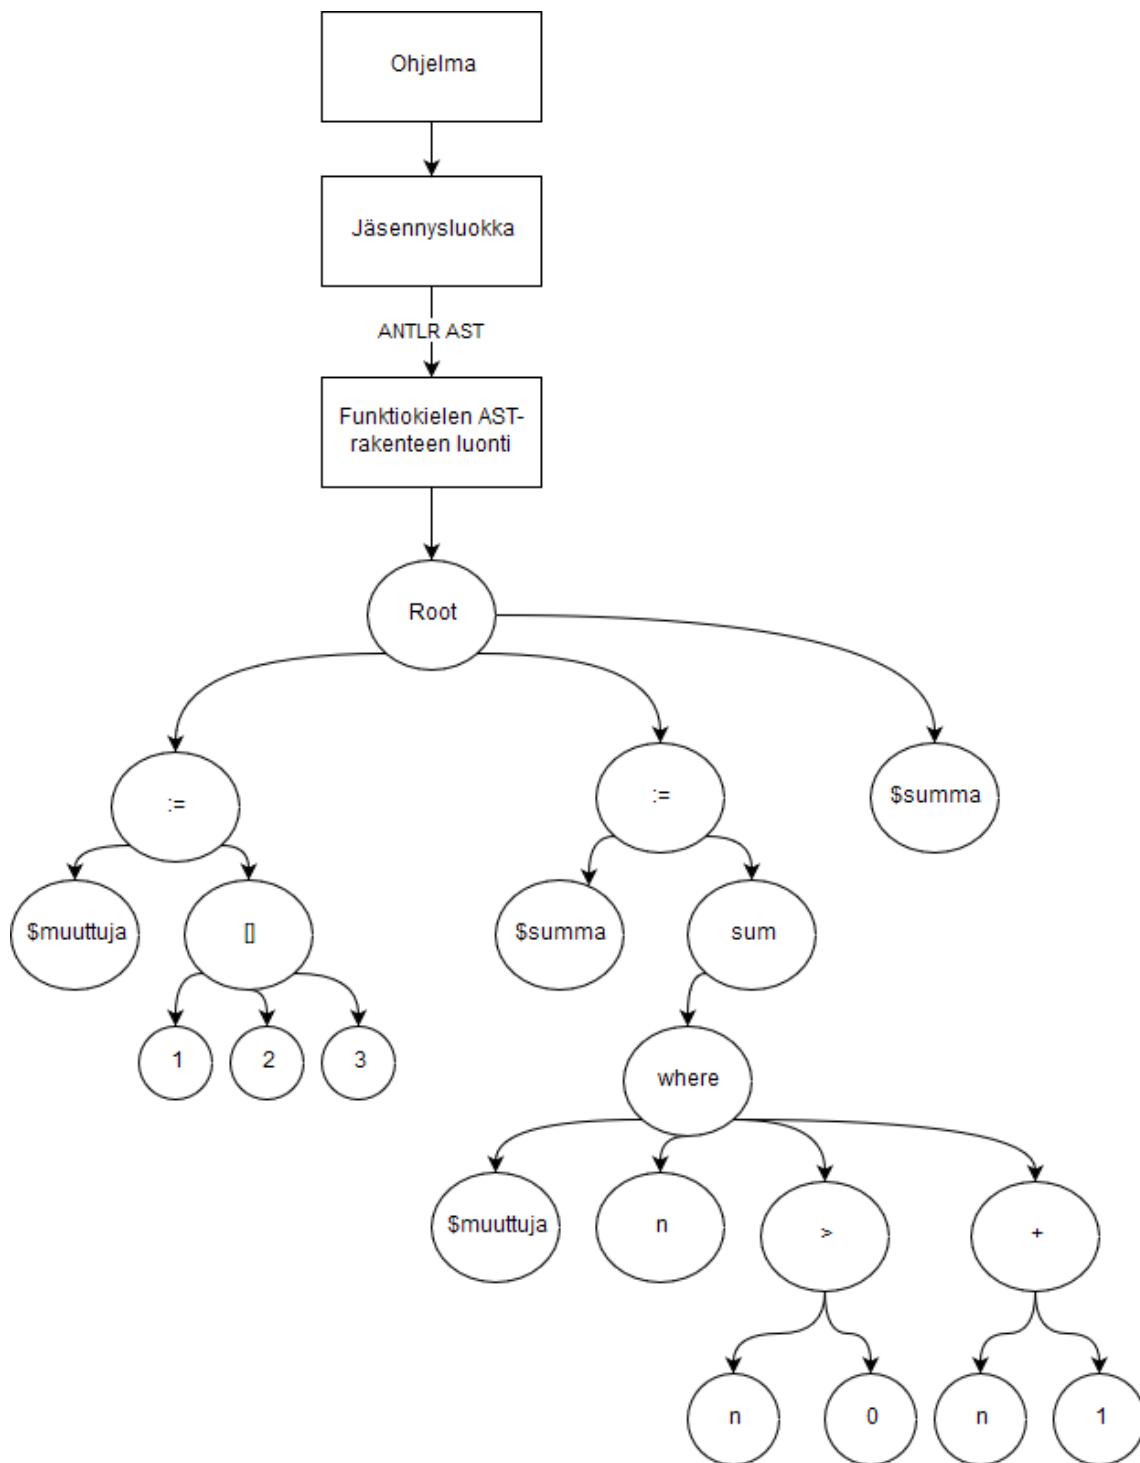 Ohjelma
Jäsennysluokka
ANTLR AST
Funktiokielen AST-
rakenteen luonti
Root
:=
:=
$summa
$muuttuja
[]
$summa
sum
1
2
3
where
$muuttuja
n
>
+
n
0
n
1